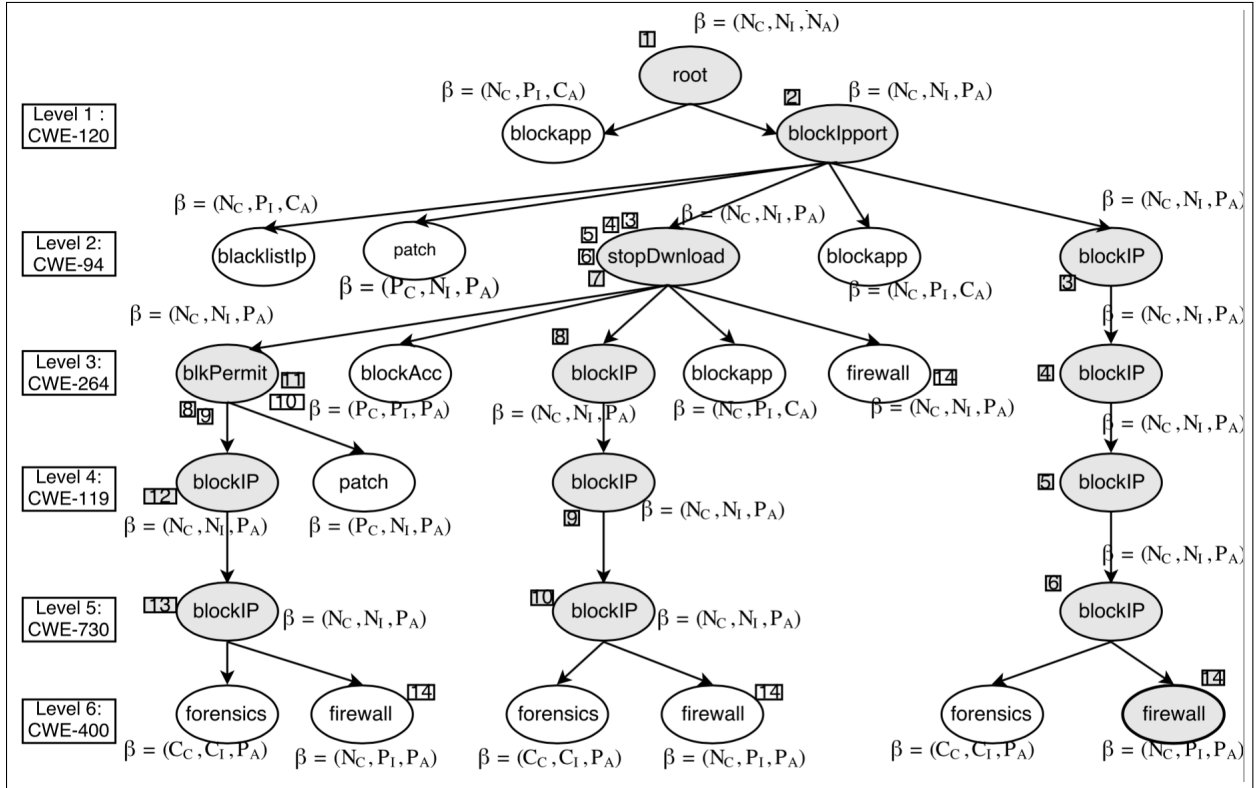 β = (N_C, N_I, N_A)
1
root
β = (N_C, P_I, C_A)
2
β = (N_C, N_I, P_A)
Level 1 :
CWE-120
blockapp
blockIpport
β = (N_C, P_I, C_A)
β = (N_C, N_I, P_A)
β = (N_C, N_I, P_A)
Level 2:
CWE-94
blacklistIp
patch
3
4
5
6
7
stopDwnload
blockapp
blockIP
3
β = (P_C, N_I, P_A)
β = (N_C, P_I, C_A)
β = (N_C, N_I, P_A)
β = (N_C, N_I, P_A)
Level 3:
CWE-264
blkPermit
11
10
8
9
blockAcc
8
blockIP
blockapp
firewall
14
4
blockIP
β = (P_C, P_I, P_A)
β = (N_C, N_I, P_A)
β = (N_C, P_I, C_A)
β = (N_C, N_I, P_A)
β = (N_C, N_I, P_A)
Level 4:
CWE-119
blockIP
12
patch
blockIP
9
5
blockIP
β = (N_C, N_I, P_A)
β = (P_C, N_I, P_A)
β = (N_C, N_I, P_A)
β = (N_C, N_I, P_A)
Level 5:
CWE-730
13
blockIP
β = (N_C, N_I, P_A)
10
blockIP
β = (N_C, N_I, P_A)
6
blockIP
Level 6:
CWE-400
forensics
firewall
14
forensics
firewall
14
forensics
firewall
14
β = (C_C, C_I, P_A)
β = (N_C, P_I, P_A)
β = (C_C, C_I, P_A)
β = (N_C, P_I, P_A)
β = (C_C, C_I, P_A)
β = (N_C, P_I, P_A)